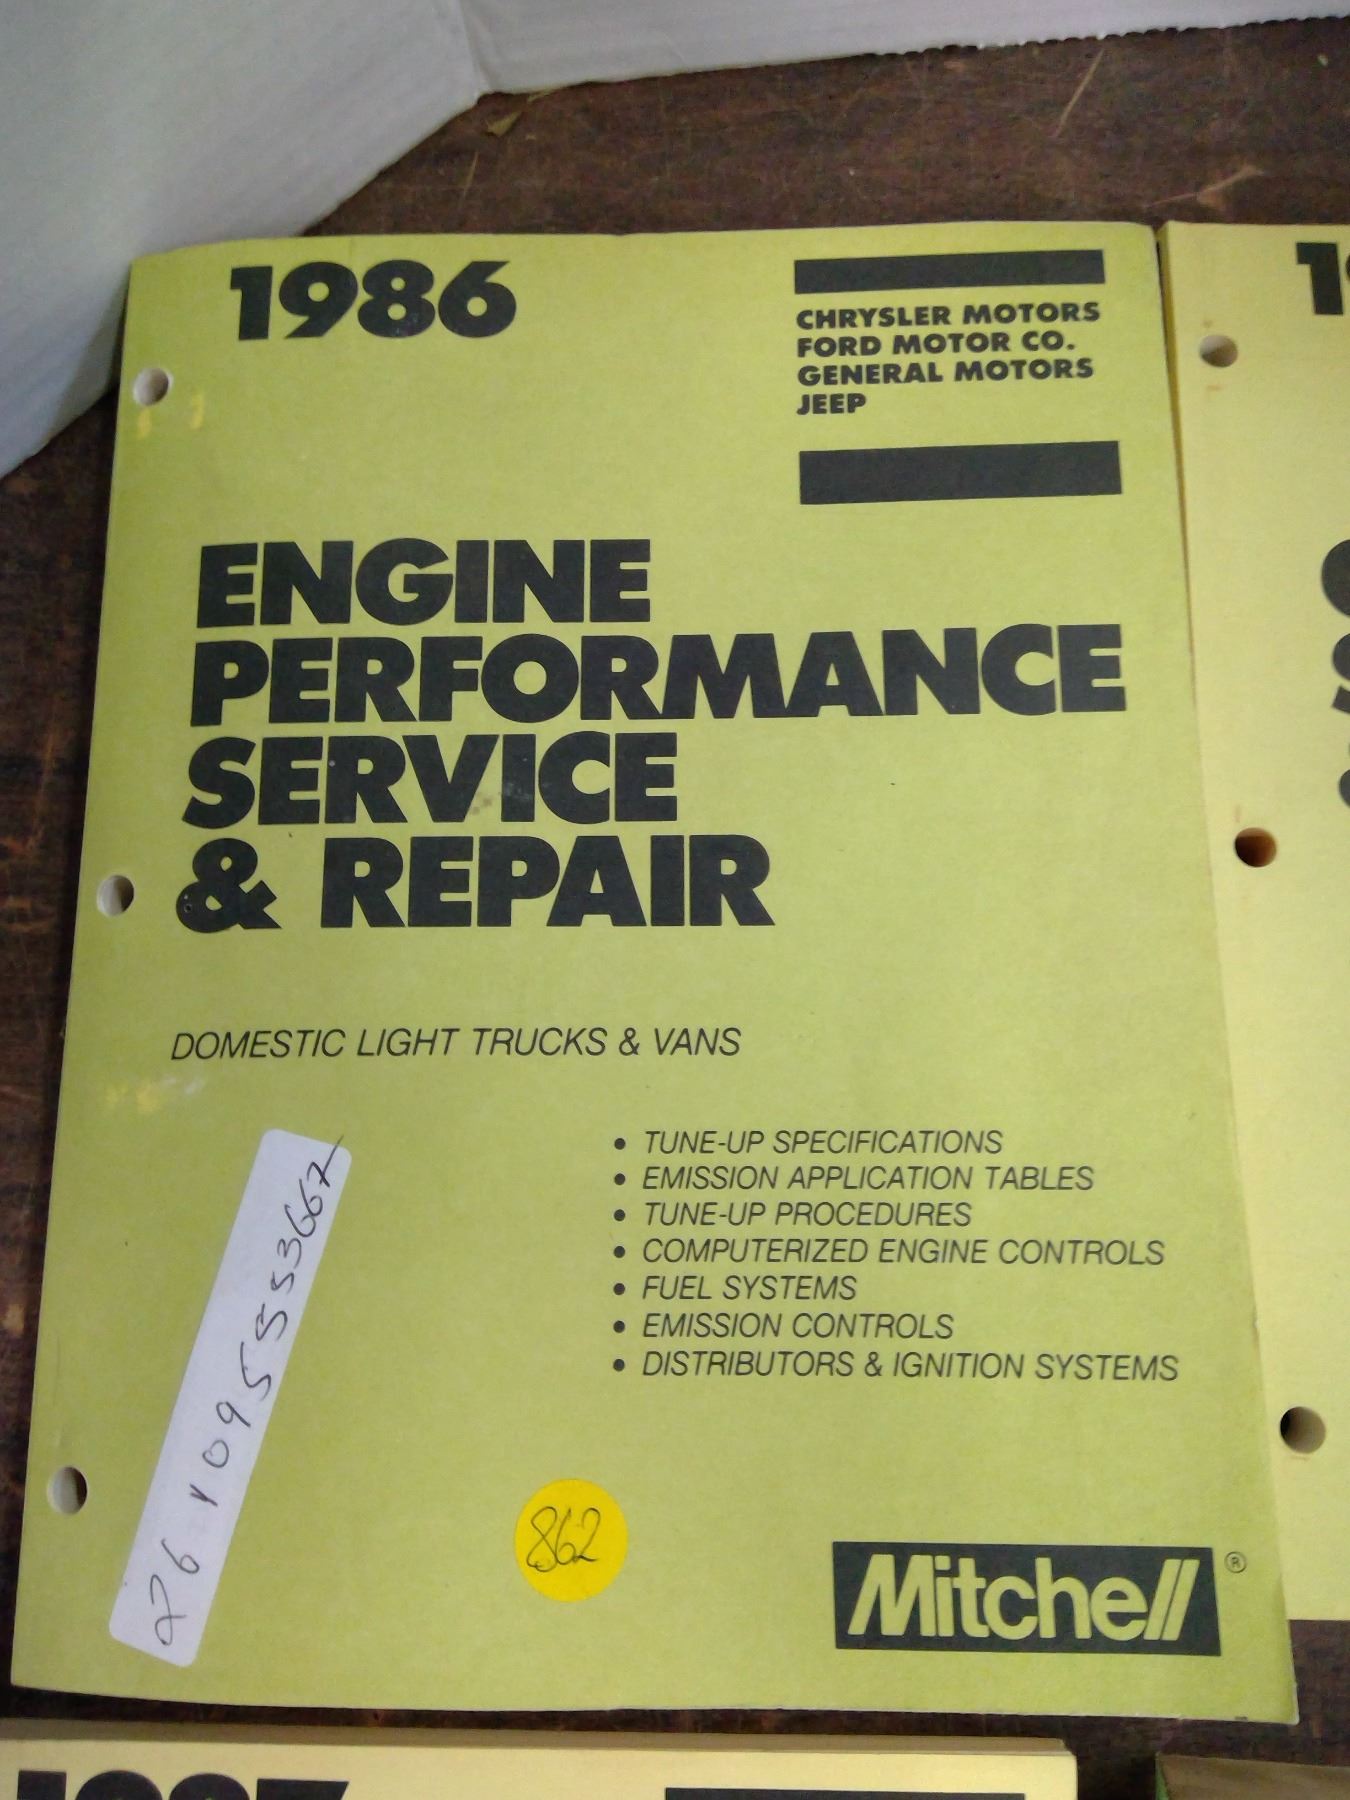 1986
CHRYSLER MOTORS
FORD MOTOR CO.
GENERAL MOTORS
JEEP
ENGINE
PERFORMANCE
SERVICE
& REPAIR
DOMESTIC LIGHT TRUCKS & VANS
• TUNE-UP SPECIFICATIONS
• EMISSION APPLICATION TABLES
• TUNE-UP PROCEDURES
• COMPUTERIZED ENGINE CONTROLS
• FUEL SYSTEMS
• EMISSION CONTROLS
• DISTRIBUTORS & IGNITION SYSTEMS
862
Mitchell ®
1987